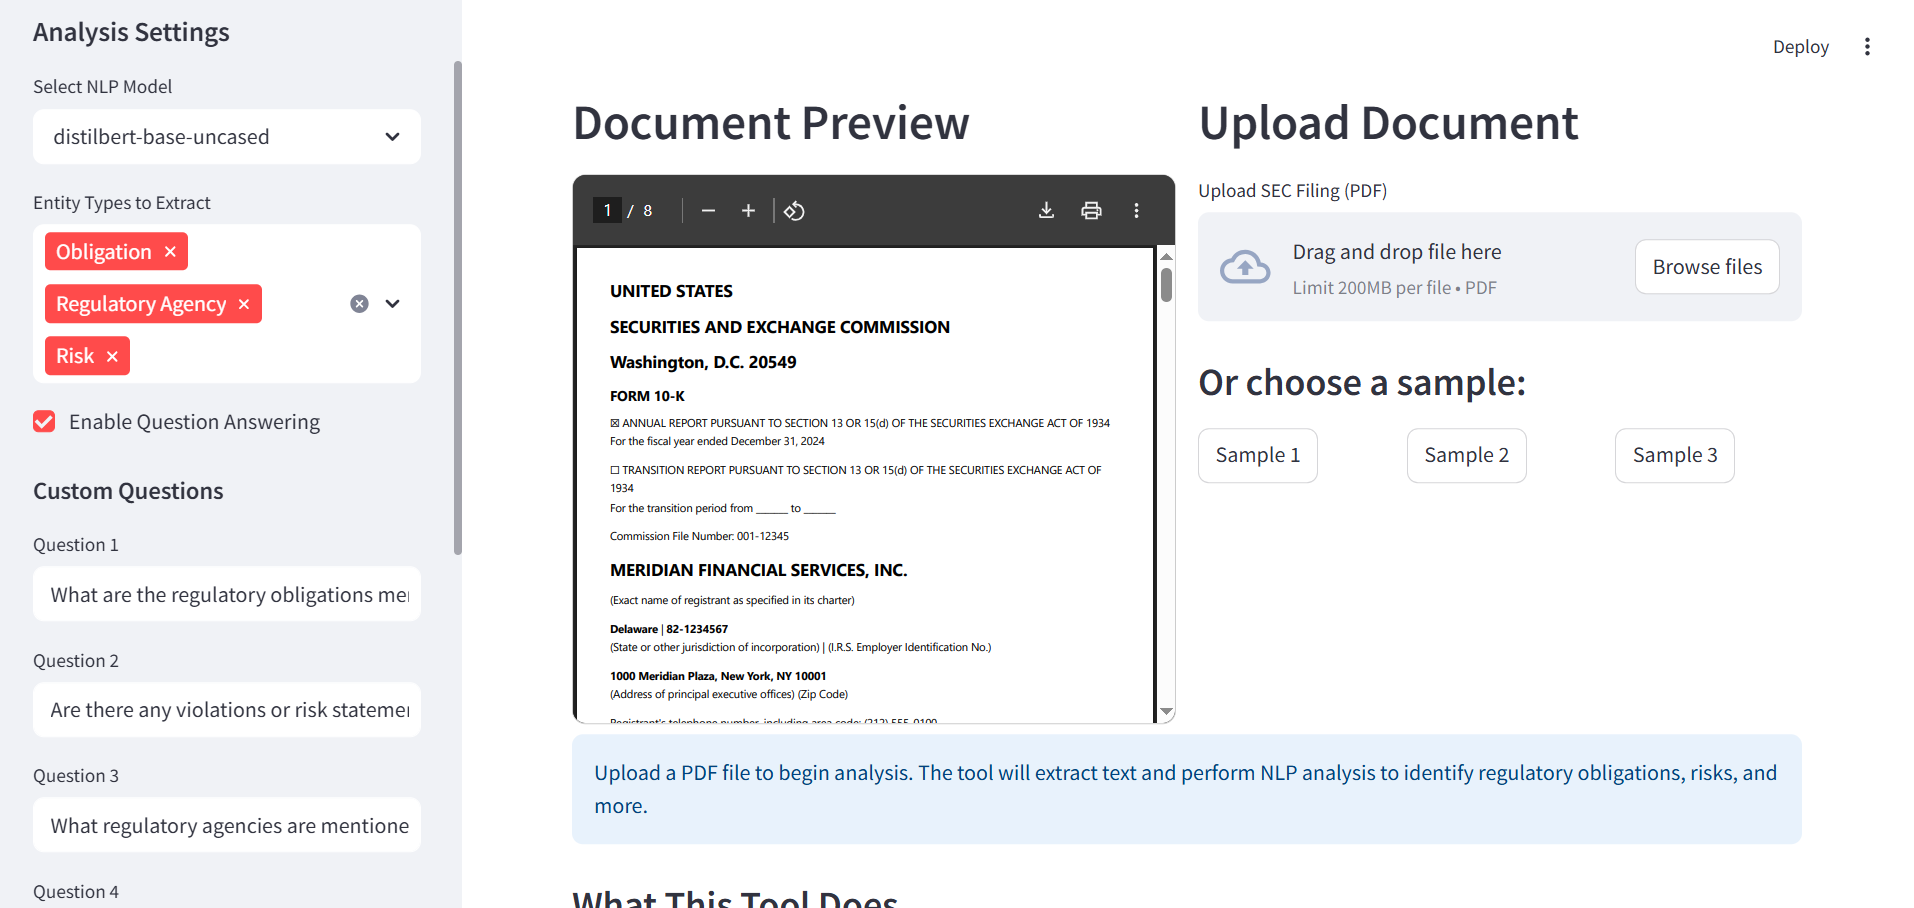 Analysis Settings
Select NLP Model
distilbert-base-uncased
Entity Types to Extract
Obligation
Regulatory Agency
Risk
Enable Question Answering
Custom Questions
Question 1
What are the regulatory obligations me
Question 2
Are there any violations or risk stateme
Question 3
What regulatory agencies are mentione
Question 4
Deploy
Document Preview
1 / 8
UNITED STATES
SECURITIES AND EXCHANGE COMMISSION
Washington, D.C. 20549
FORM 10-K
☒ ANNUAL REPORT PURSUANT TO SECTION 13 OR 15(d) OF THE SECURITIES EXCHANGE ACT OF 1934
For the fiscal year ended December 31, 2024
☐ TRANSITION REPORT PURSUANT TO SECTION 13 OR 15(d) OF THE SECURITIES EXCHANGE ACT OF
1934
For the transition period from ______ to ______
Commission File Number: 001-12345
MERIDIAN FINANCIAL SERVICES, INC.
(Exact name of registrant as specified in its charter)
Delaware | 82-1234567
(State or other jurisdiction of incorporation) | (I.R.S. Employer Identification No.)
1000 Meridian Plaza, New York, NY 10001
(Address of principal executive offices) (Zip Code)
Registrant's telephone number, including area code: (212) 555-0100
Upload Document
Upload SEC Filing (PDF)
Drag and drop file here
Limit 200MB per file • PDF
Browse files
Or choose a sample:
Sample 1
Sample 2
Sample 3
Upload a PDF file to begin analysis. The tool will extract text and perform NLP analysis to identify regulatory obligations, risks, and
more.
What This Tool Does